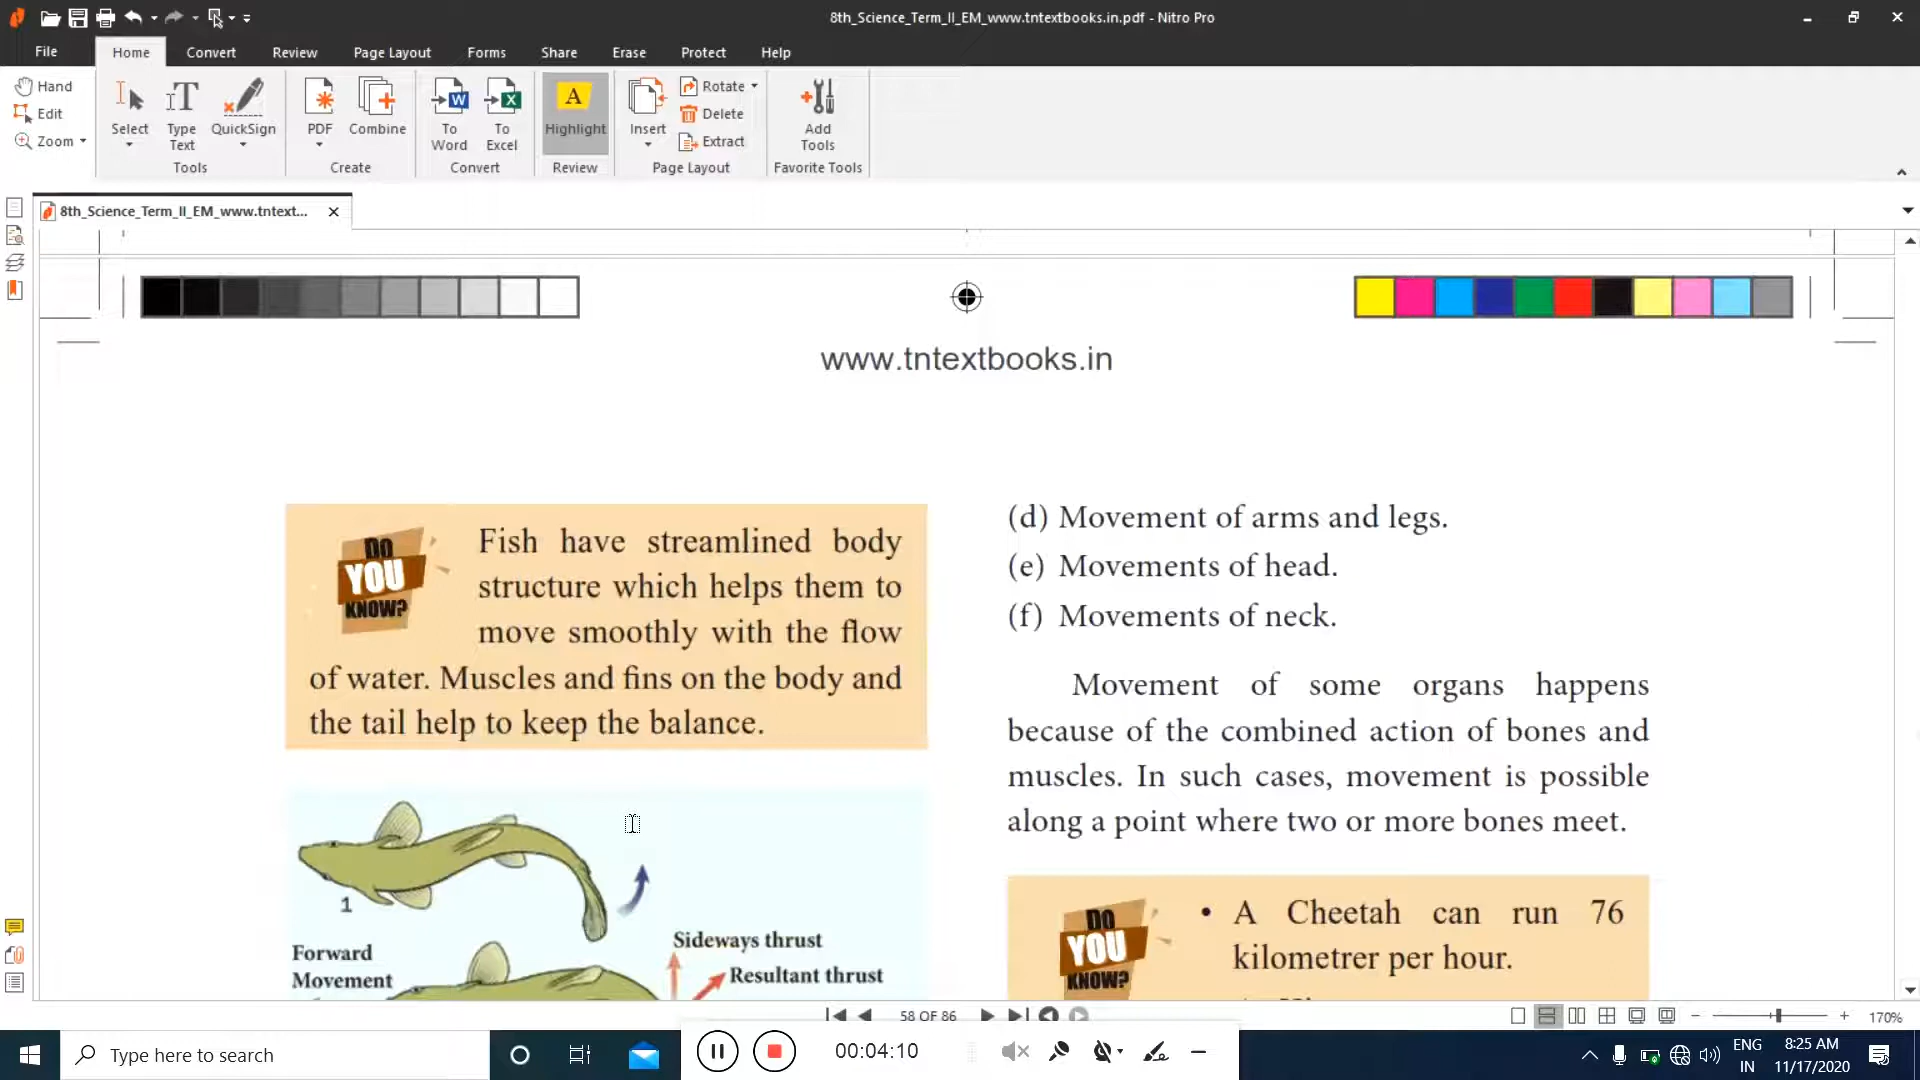 8th_Science_Term_II_EM_www.tntextbooks.in.pdf - Nitro Pro
File Home Convert Review Page Layout Forms Share Erase Protect Help
Hand
Edit
Zoom
Select
Type Text
QuickSign
Tools
PDF
Combine
Create
To Word
To Excel
Convert
A
Highlight
Review
Insert
Rotate
Delete
Extract
Page Layout
Add Tools
Favorite Tools
8th_Science_Term_II_EM_www.tntext...
www.tntextbooks.in
DO YOU KNOW?
Fish have streamlined body
structure which helps them to
move smoothly with the flow
of water. Muscles and fins on the body and
the tail help to keep the balance.
1
Forward
Movement
Sideways thrust
Resultant thrust
(d) Movement of arms and legs.
(e) Movements of head.
(f) Movements of neck.
Movement of some organs happens
because of the combined action of bones and
muscles. In such cases, movement is possible
along a point where two or more bones meet.
DO YOU KNOW?
• A Cheetah can run 76
kilometrer per hour.
58 OF 86
170%
Type here to search
00:04:10
ENG
IN
8:25 AM
11/17/2020